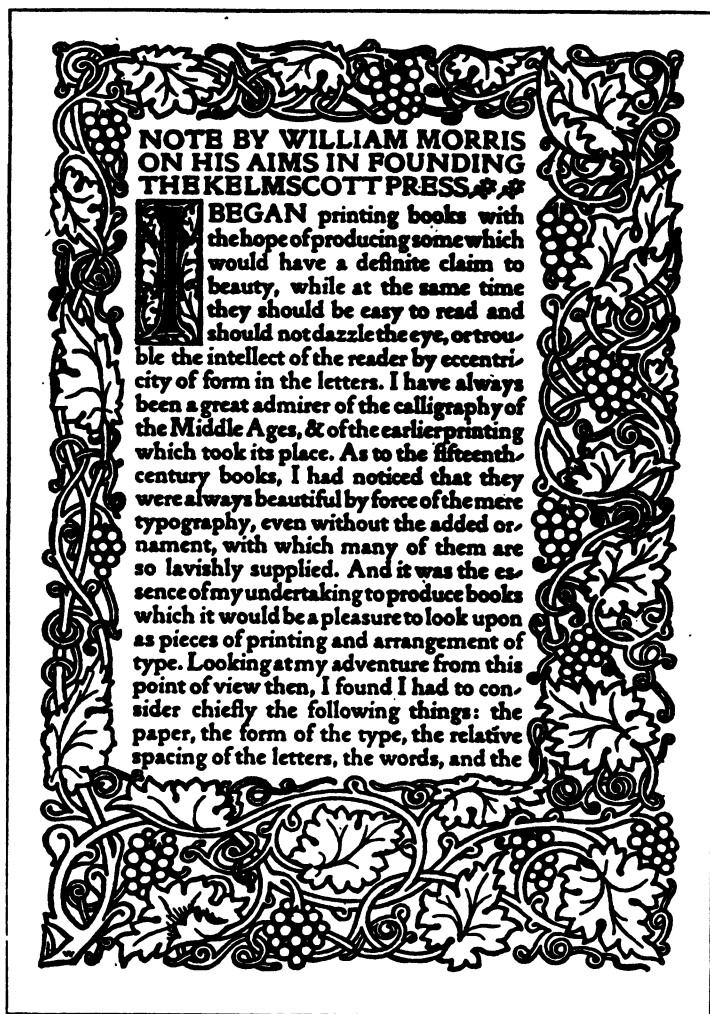 NOTE BY WILLIAM MORRIS
ON HIS AIMS IN FOUNDING
THE KELMSCOTT PRESS
I BEGAN printing books with
the hope of producing some which
would have a definite claim to
beauty, while at the same time
they should be easy to read and
should not dazzle the eye, or trou-
ble the intellect of the reader by eccentri-
city of form in the letters. I have always
been a great admirer of the calligraphy of
the Middle Ages, & of the earlier printing
which took its place. As to the fifteenth-
century books, I had noticed that they
were always beautiful by force of the mere
typography, even without the added or-
nament, with which many of them are
so lavishly supplied. And it was the es-
sence of my undertaking to produce books
which it would be a pleasure to look upon
as pieces of printing and arrangement of
type. Looking at my adventure from this
point of view then, I found I had to con-
sider chiefly the following things: the
paper, the form of the type, the relative
spacing of the letters, the words, and the